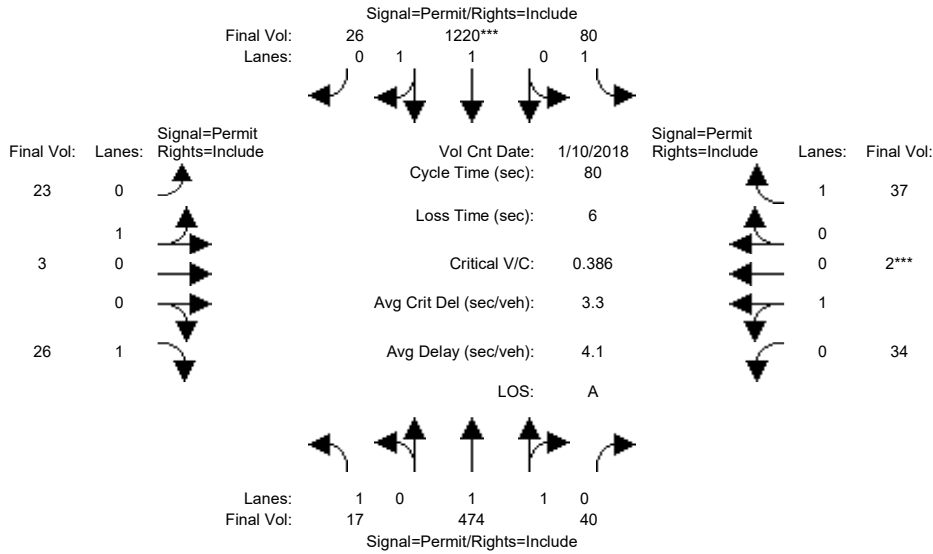 Signal=Permit/Rights=Include
Final Vol: 26 1220*** 80
Lanes: 0 1 1 0 1
Signal=Permit
Final Vol: Lanes: Rights=Include
Vol Cnt Date: 1/10/2018
Signal=Permit
Rights=Include Lanes: Final Vol:
Cycle Time (sec): 80
23 0
1 37
Loss Time (sec): 6
1
0
3 0
Critical V/C: 0.386
0 2***
0
Avg Crit Del (sec/veh): 3.3
1
26 1
Avg Delay (sec/veh): 4.1
0 34
LOS: A
Lanes: 1 0 1 1 0
Final Vol: 17 474 40
Signal=Permit/Rights=Include